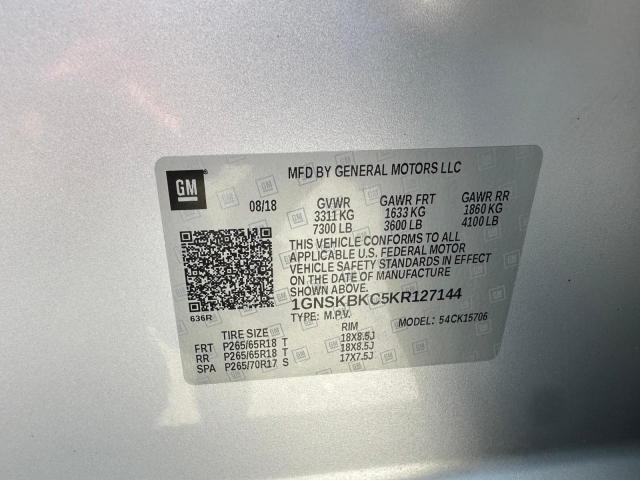 GM
MFD BY GENERAL MOTORS LLC
08/18
GVWR GAWR FRT GAWR RR
3311 KG 1633 KG 1860 KG
7300 LB 3600 LB 4100 LB
THIS VEHICLE CONFORMS TO ALL
APPLICABLE U.S. FEDERAL MOTOR
VEHICLE SAFETY STANDARDS IN EFFECT
ON THE DATE OF MANUFACTURE
SHOWN ABOVE.
1GNSKBKC5KR127144
636R
TYPE: M.P.V. MODEL: 54CK15706
TIRE SIZE RIM
FRT P265/65R18 T 18X8.5J
RR P265/65R18 T 18X8.5J
SPA P265/70R17 S 17X7.5J